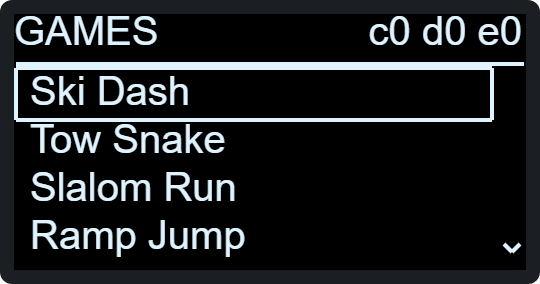 GAMES c0 d0 e0
Ski Dash
Tow Snake
Slalom Run
Ramp Jump